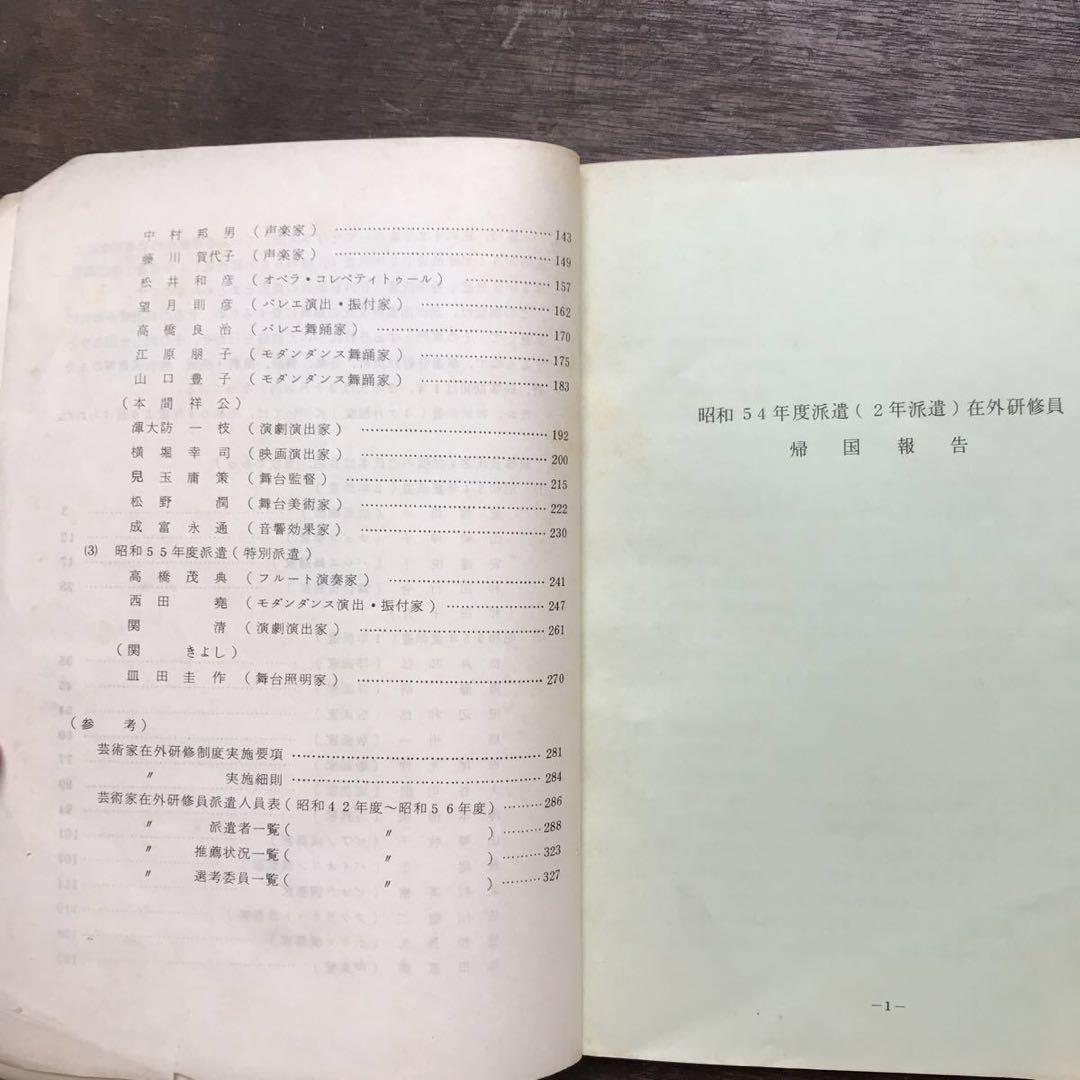 中村邦男（声楽家）……………………………143
藤川賀代子（声楽家）……………………………149
松井和彦（オペラ・コレペティトゥール）……………157
望月則彦（バレエ演出・振付家）…………………162
高橋良治（バレエ舞踊家）………………………170
江原朋子（モダンダンス舞踊家）…………………175
山口豊子（モダンダンス舞踊家）…………………183
（本間祥公）
渾大防一枝（演劇演出家）………………………192
横堀幸司（映画演出家）…………………………200
兒玉庸策（舞台監督）……………………………215
松野潤（舞台美術家）……………………………222
成富永通（音響効果家）…………………………230
(3) 昭和55年度派遣（特別派遣）
高橋茂典（フルート演奏家）……………………241
西田堯（モダンダンス演出・振付家）……………247
関清（演劇演出家）………………………………261
（関きよし）
皿田圭作（舞台照明家）…………………………270
（参考）
芸術家在外研修制度実施要項……………………281
〃 実施細則………………………284
芸術家在外研修員派遣人員表（昭和42年度～昭和56年度）………286
〃 派遣者一覧（ 〃 ）………288
〃 推薦状況一覧（ 〃 ）………323
〃 選考委員一覧（ 〃 ）………327
昭和54年度派遣（2年派遣）在外研修員
帰国報告
—1—